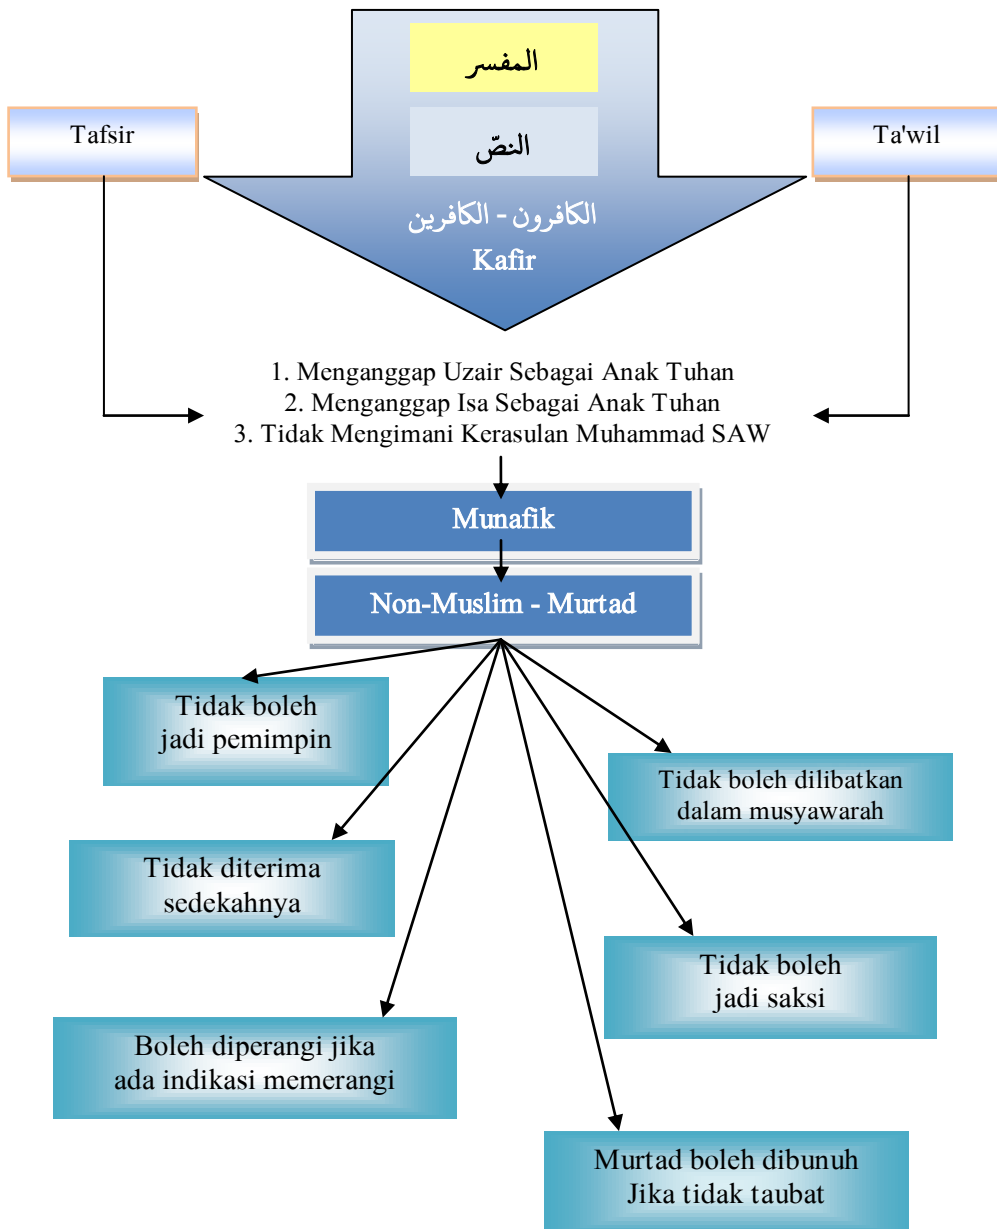 المفسر
Tafsir
النصّ
Ta'wil
الكافرون - الكافرين
Kafir
1. Menganggap Uzair Sebagai Anak Tuhan
2. Menganggap Isa Sebagai Anak Tuhan
3. Tidak Mengimani Kerasulan Muhammad SAW
Munafik
Non-Muslim - Murtad
Tidak boleh
jadi pemimpin
Tidak boleh dilibatkan
dalam musyawarah
Tidak diterima
sedekahnya
Tidak boleh
jadi saksi
Boleh diperangi jika
ada indikasi memerangi
Murtad boleh dibunuh
Jika tidak taubat